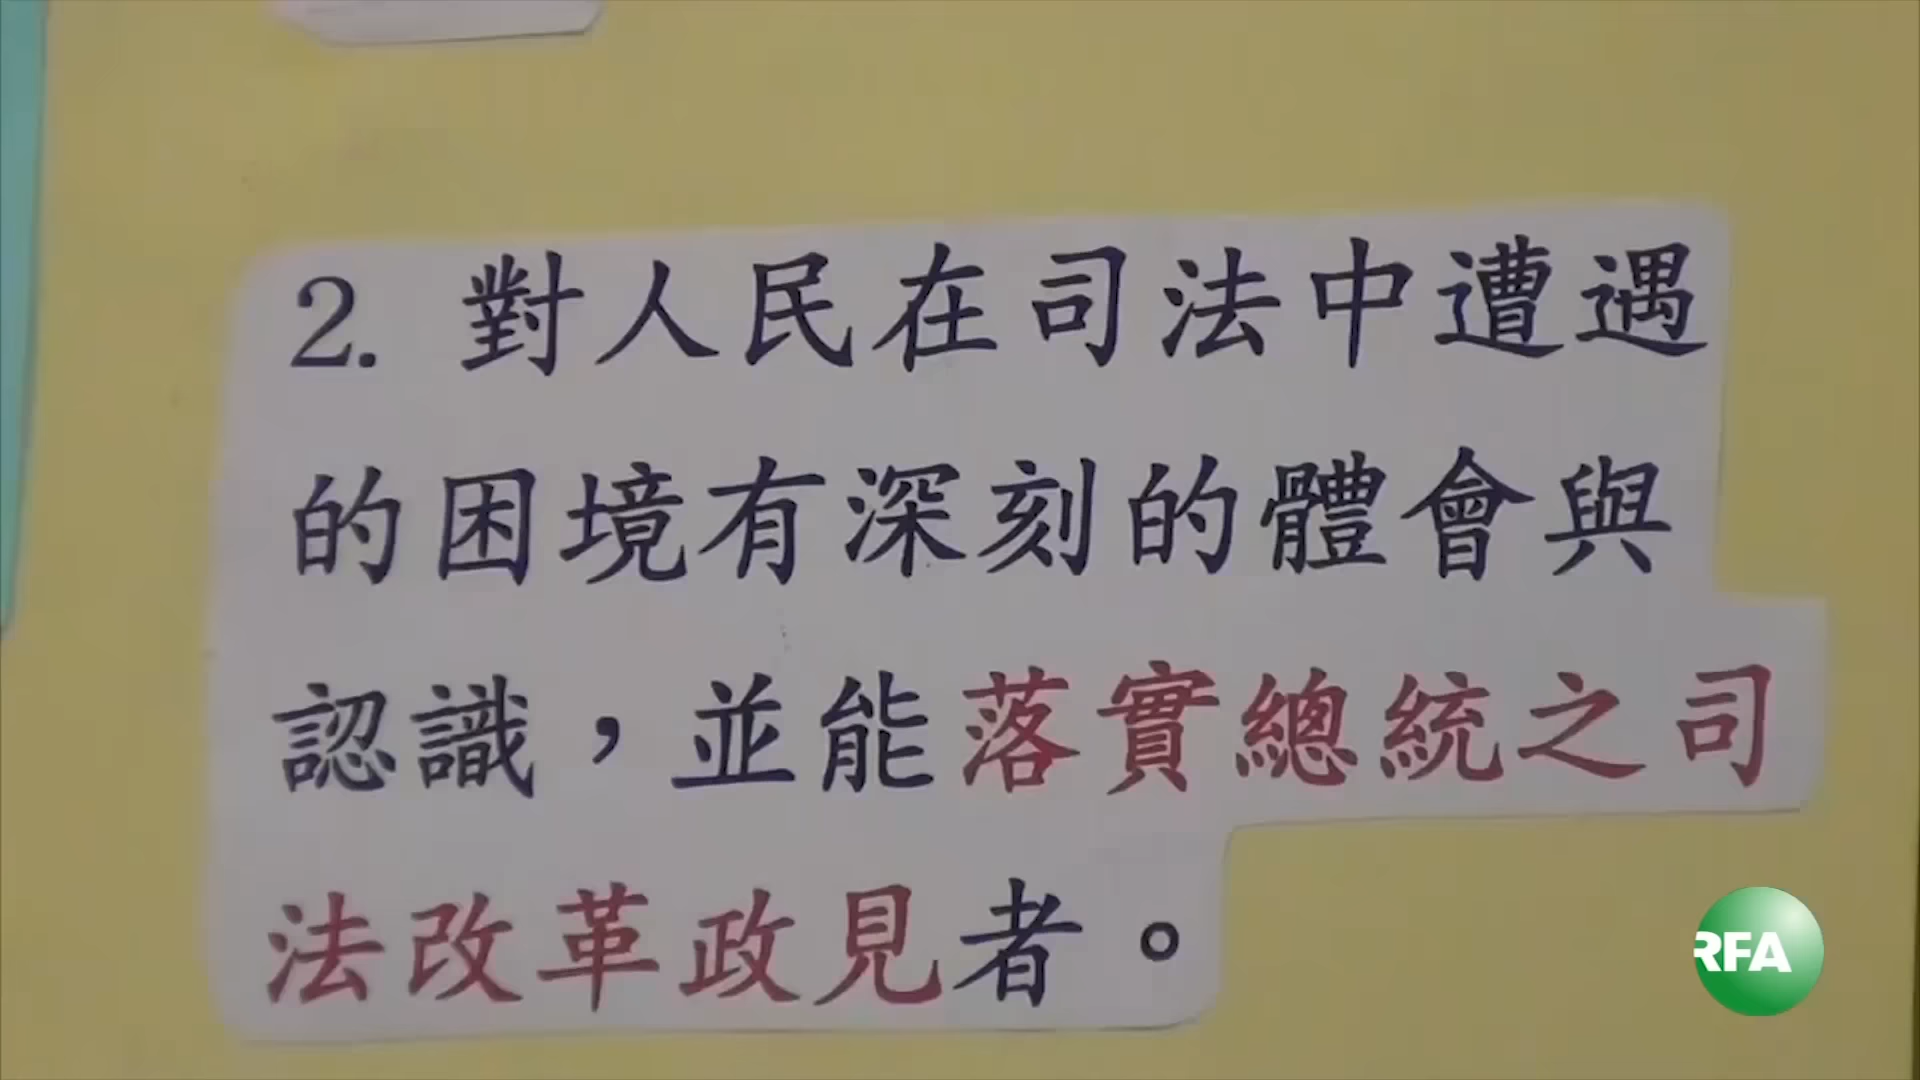 2. 對人民在司法中遭遇
的困境有深刻的體會與
認識，並能落實總統之司
法改革政見者。
RFA